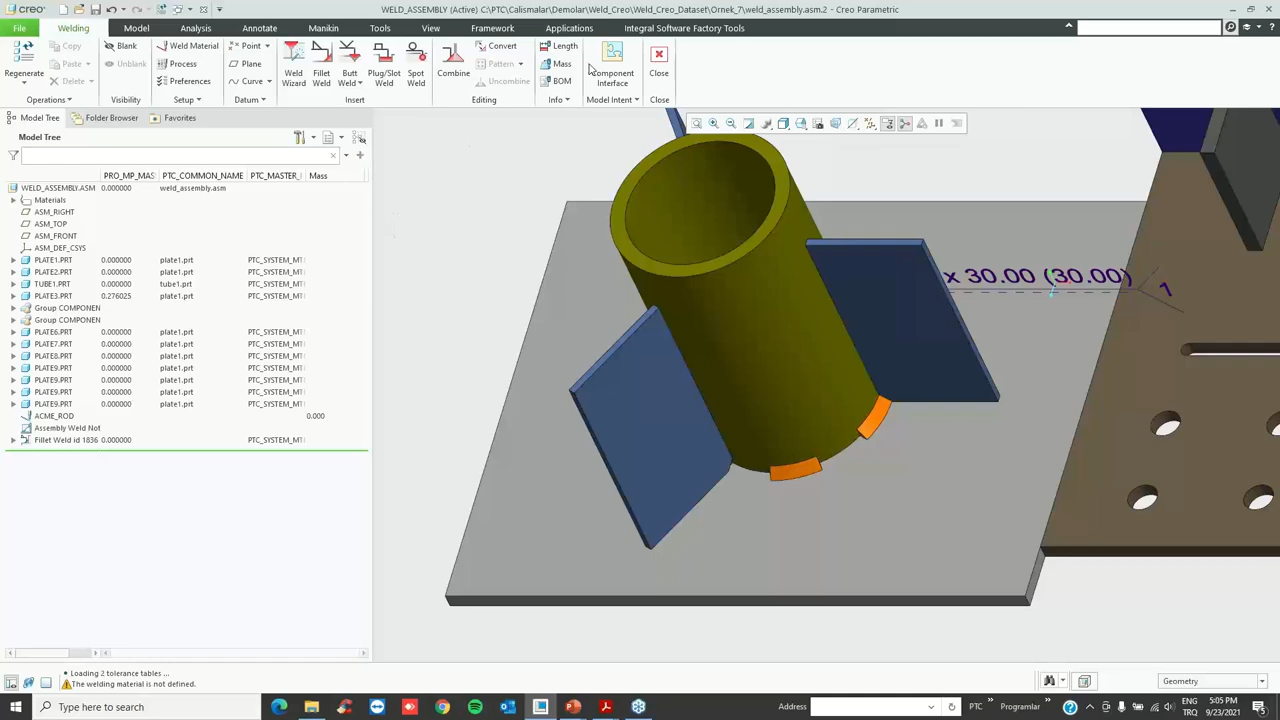 creo
WELD_ASSEMBLY (Active) C:\PTC\Calismalar\Demolar\Weld_Creo\Weld_Creo_Dataset\Ornek_7\weld_assembly.asm.2 - Creo Parametric
File Welding Model Analysis Annotate Manikin Tools View Framework Applications Integral Software Factory Tools
Regenerate
Copy
Paste
Delete
Operations
Blank
Unblank
Visibility
Weld Material
Process
Preferences
Setup
Point
Plane
Curve
Datum
Weld Wizard
Fillet Weld
Butt Weld
Plug/Slot Weld
Spot Weld
Insert
Combine
Convert
Pattern
Uncombine
Editing
Length
Mass
BOM
Info
Component Interface
Model Intent
Close
Close
Model Tree Folder Browser Favorites
Model Tree
PRO_MP_MAS PTC_COMMON_NAME PTC_MASTER_ Mass
WELD_ASSEMBLY.ASM 0.000000 weld_assembly.asm
Materials
ASM_RIGHT
ASM_TOP
ASM_FRONT
ASM_DEF_CSYS
PLATE1.PRT 0.000000 plate1.prt PTC_SYSTEM_MT
PLATE2.PRT 0.000000 plate1.prt PTC_SYSTEM_MT
TUBE1.PRT 0.000000 tube1.prt PTC_SYSTEM_MT
PLATE3.PRT 0.276025 plate1.prt PTC_SYSTEM_MT
Group COMPONEN
Group COMPONEN
PLATE6.PRT 0.000000 plate1.prt PTC_SYSTEM_MT
PLATE7.PRT 0.000000 plate1.prt PTC_SYSTEM_MT
PLATE8.PRT 0.000000 plate1.prt PTC_SYSTEM_MT
PLATE9.PRT 0.000000 plate1.prt PTC_SYSTEM_MT
PLATE9.PRT 0.000000 plate1.prt PTC_SYSTEM_MT
PLATE9.PRT 0.000000 plate1.prt PTC_SYSTEM_MT
PLATE9.PRT 0.000000 plate1.prt PTC_SYSTEM_MT
ACME_ROD 0.000
Assembly Weld Not
Fillet Weld id 1836 0.000000 PTC_SYSTEM_MT
x 30.00 (30.00) 1
• Loading 2 tolerance tables ...
The welding material is not defined.
Geometry
Type here to search
Address
PTC
Programlar
TRQ
5:05 PM
9/23/2021